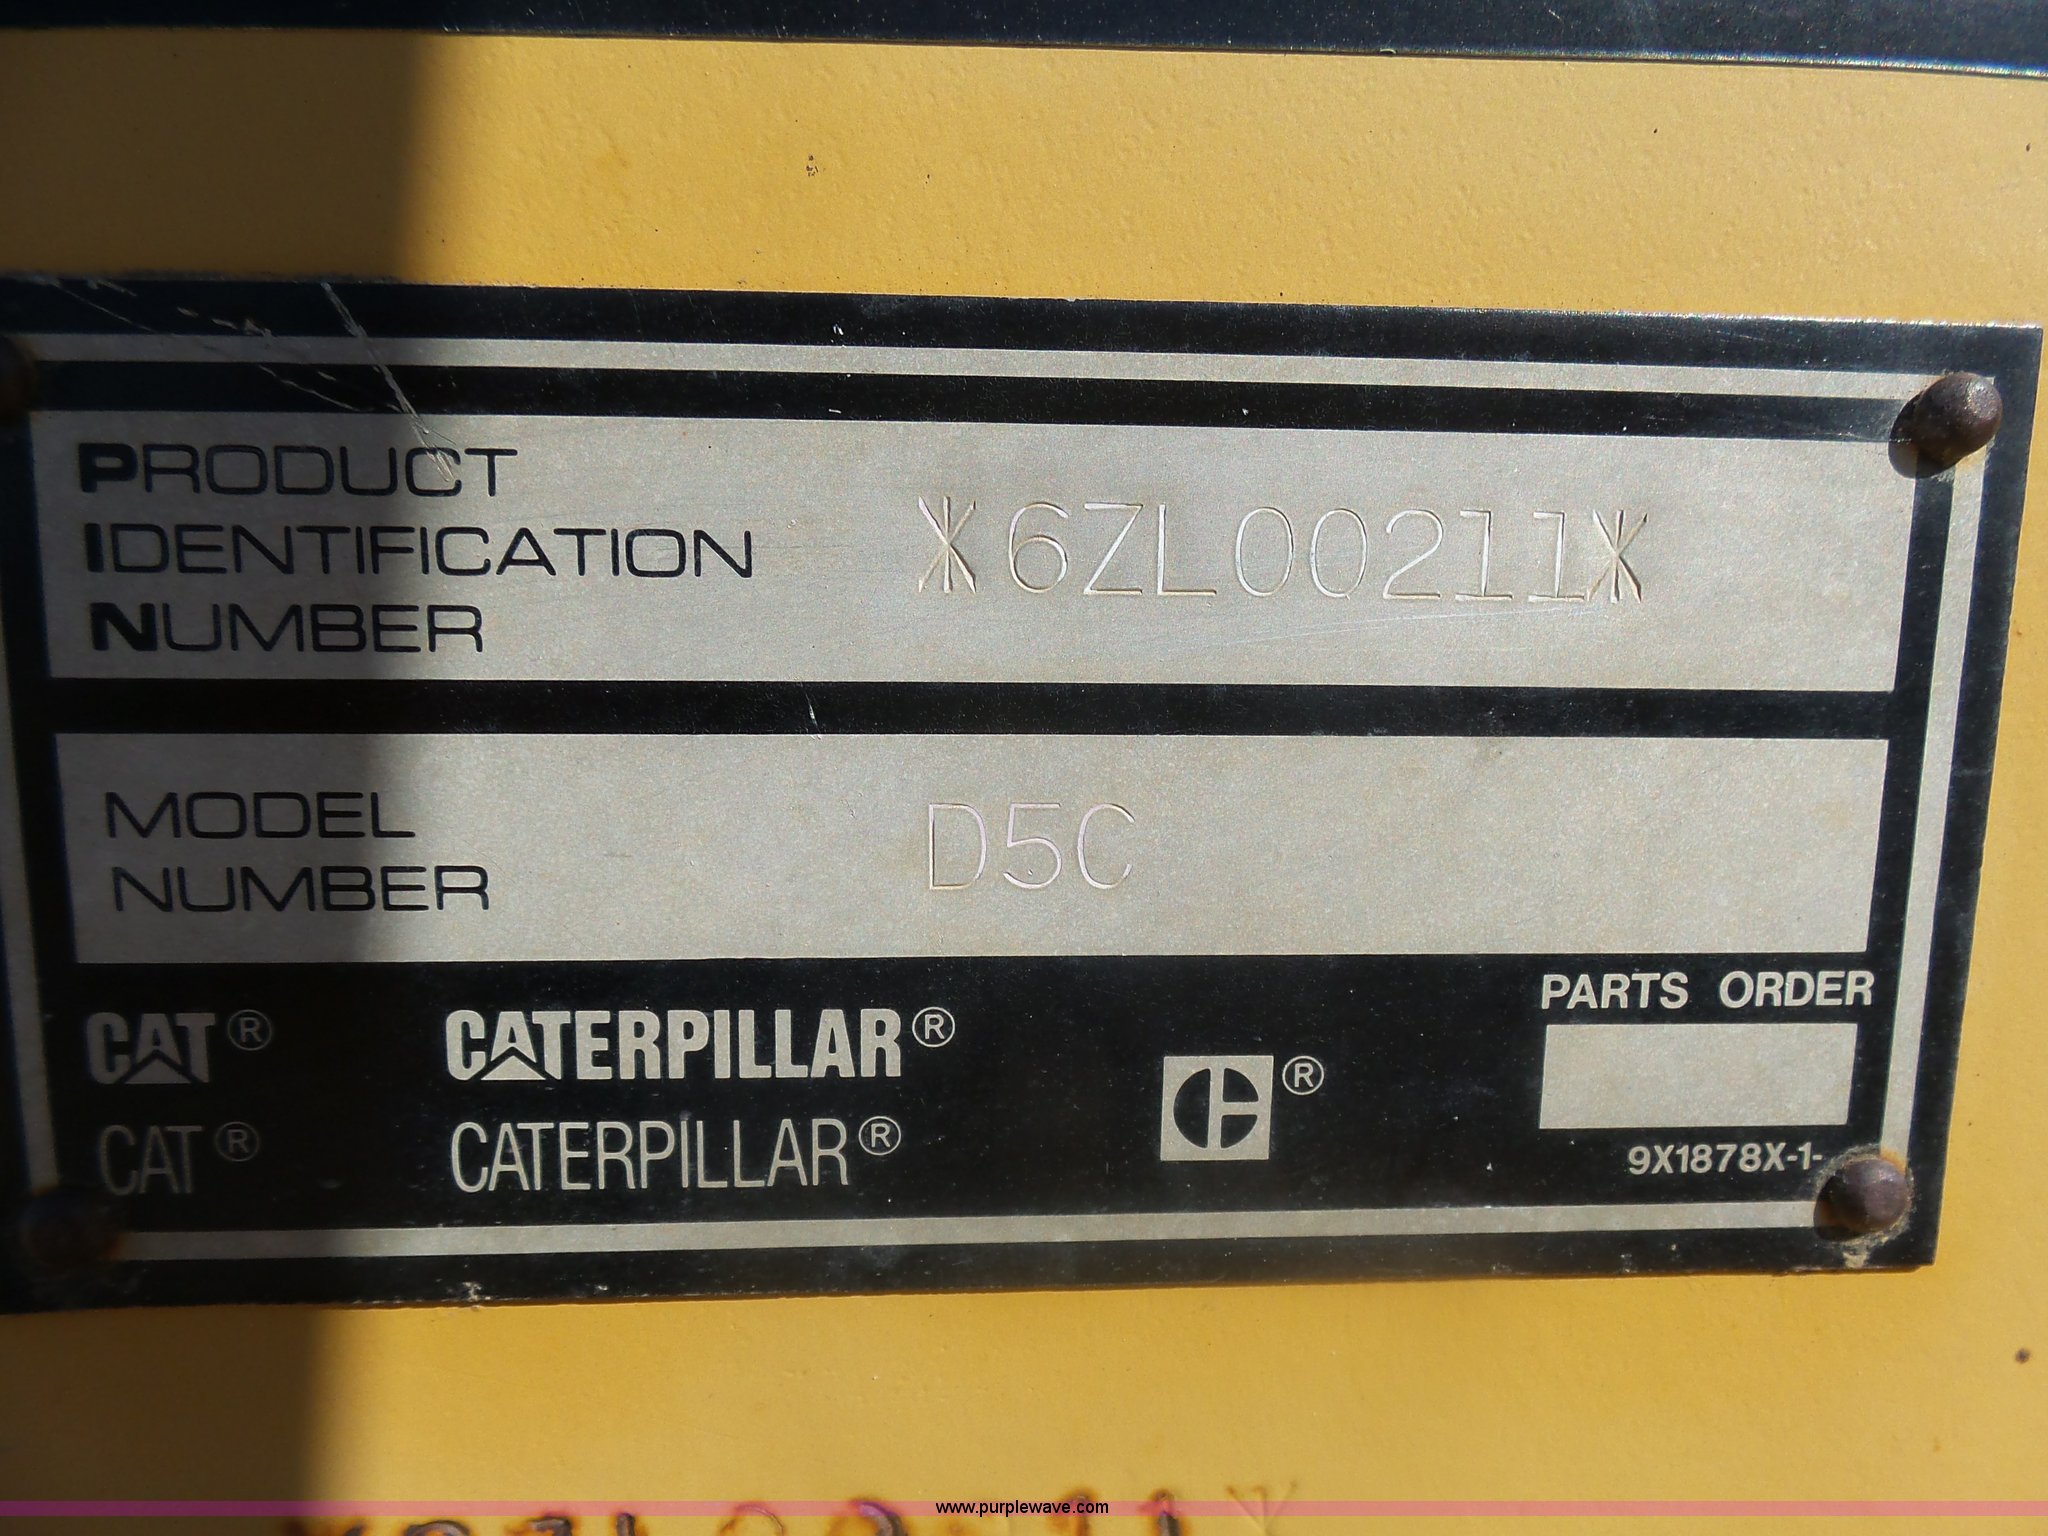 PRODUCT
IDENTIFICATION
NUMBER
*6ZL00211*
MODEL
NUMBER
D5C
CAT®
CATERPILLAR®
CAT®
CATERPILLAR®
®
PARTS ORDER
9X1878X-1-
www.purplewave.com